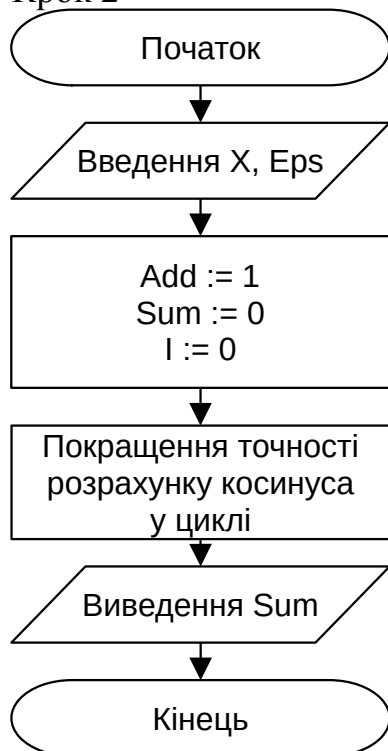 Крок 2
Початок
Введення X, Eps
Add := 1
Sum := 0
I := 0
Покращення точності
розрахунку косинуса
у циклі
Виведення Sum
Кінець